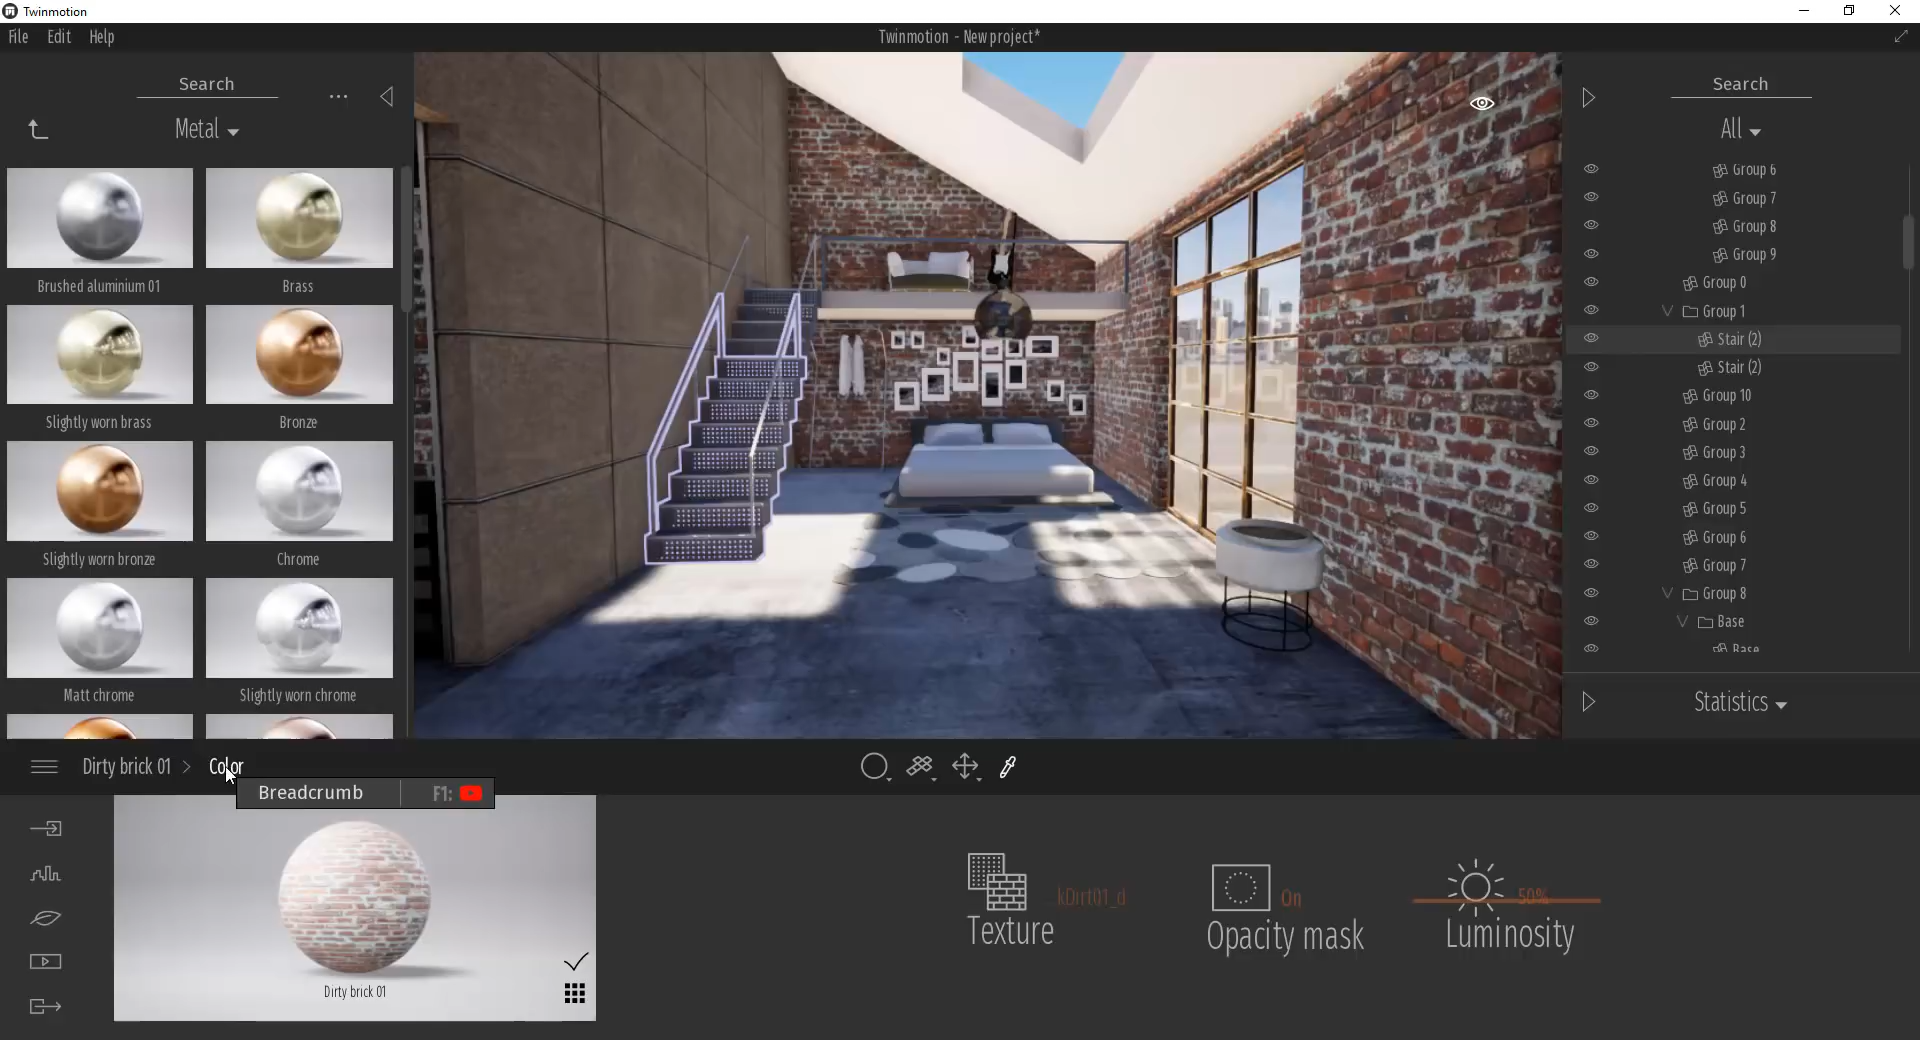 Twinmotion
File Edit Help
Twinmotion - New project*
Search
...
Metal
Brushed aluminium 01
Brass
Slightly worn brass
Bronze
Slightly worn bronze
Chrome
Matt chrome
Slightly worn chrome
Search
All
Group 6
Group 7
Group 8
Group 9
Group 0
Group 1
Stair (2)
Stair (2)
Group 10
Group 2
Group 3
Group 4
Group 5
Group 6
Group 7
Group 8
Base
Base
Statistics
Dirty brick 01 > Color
Breadcrumb F1:
Dirty brick 01
kDirt01_d
Texture
On
Opacity mask
50%
Luminosity